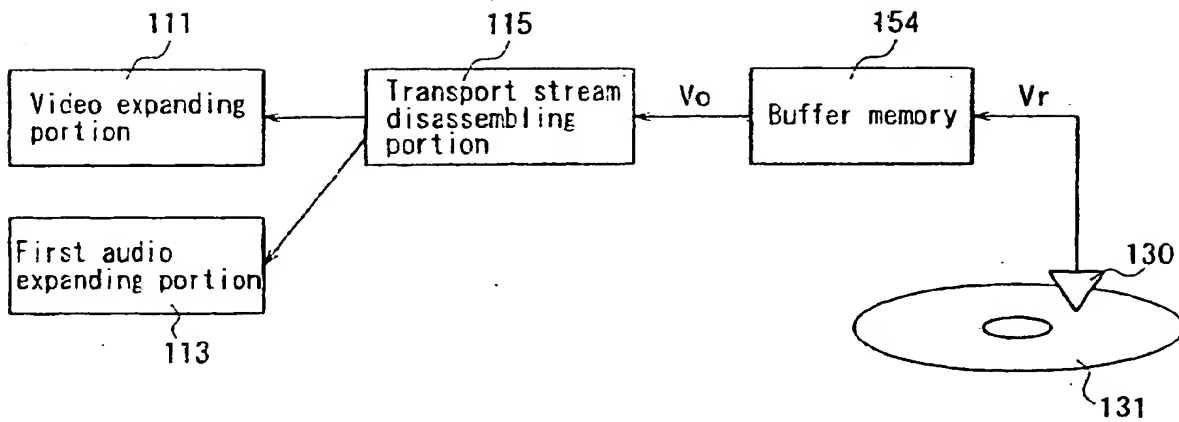 111
115
154
Video expanding
portion
Transport stream
disassembling
portion
Vo
Buffer memory
Vr
First audio
expanding portion
113
130
131